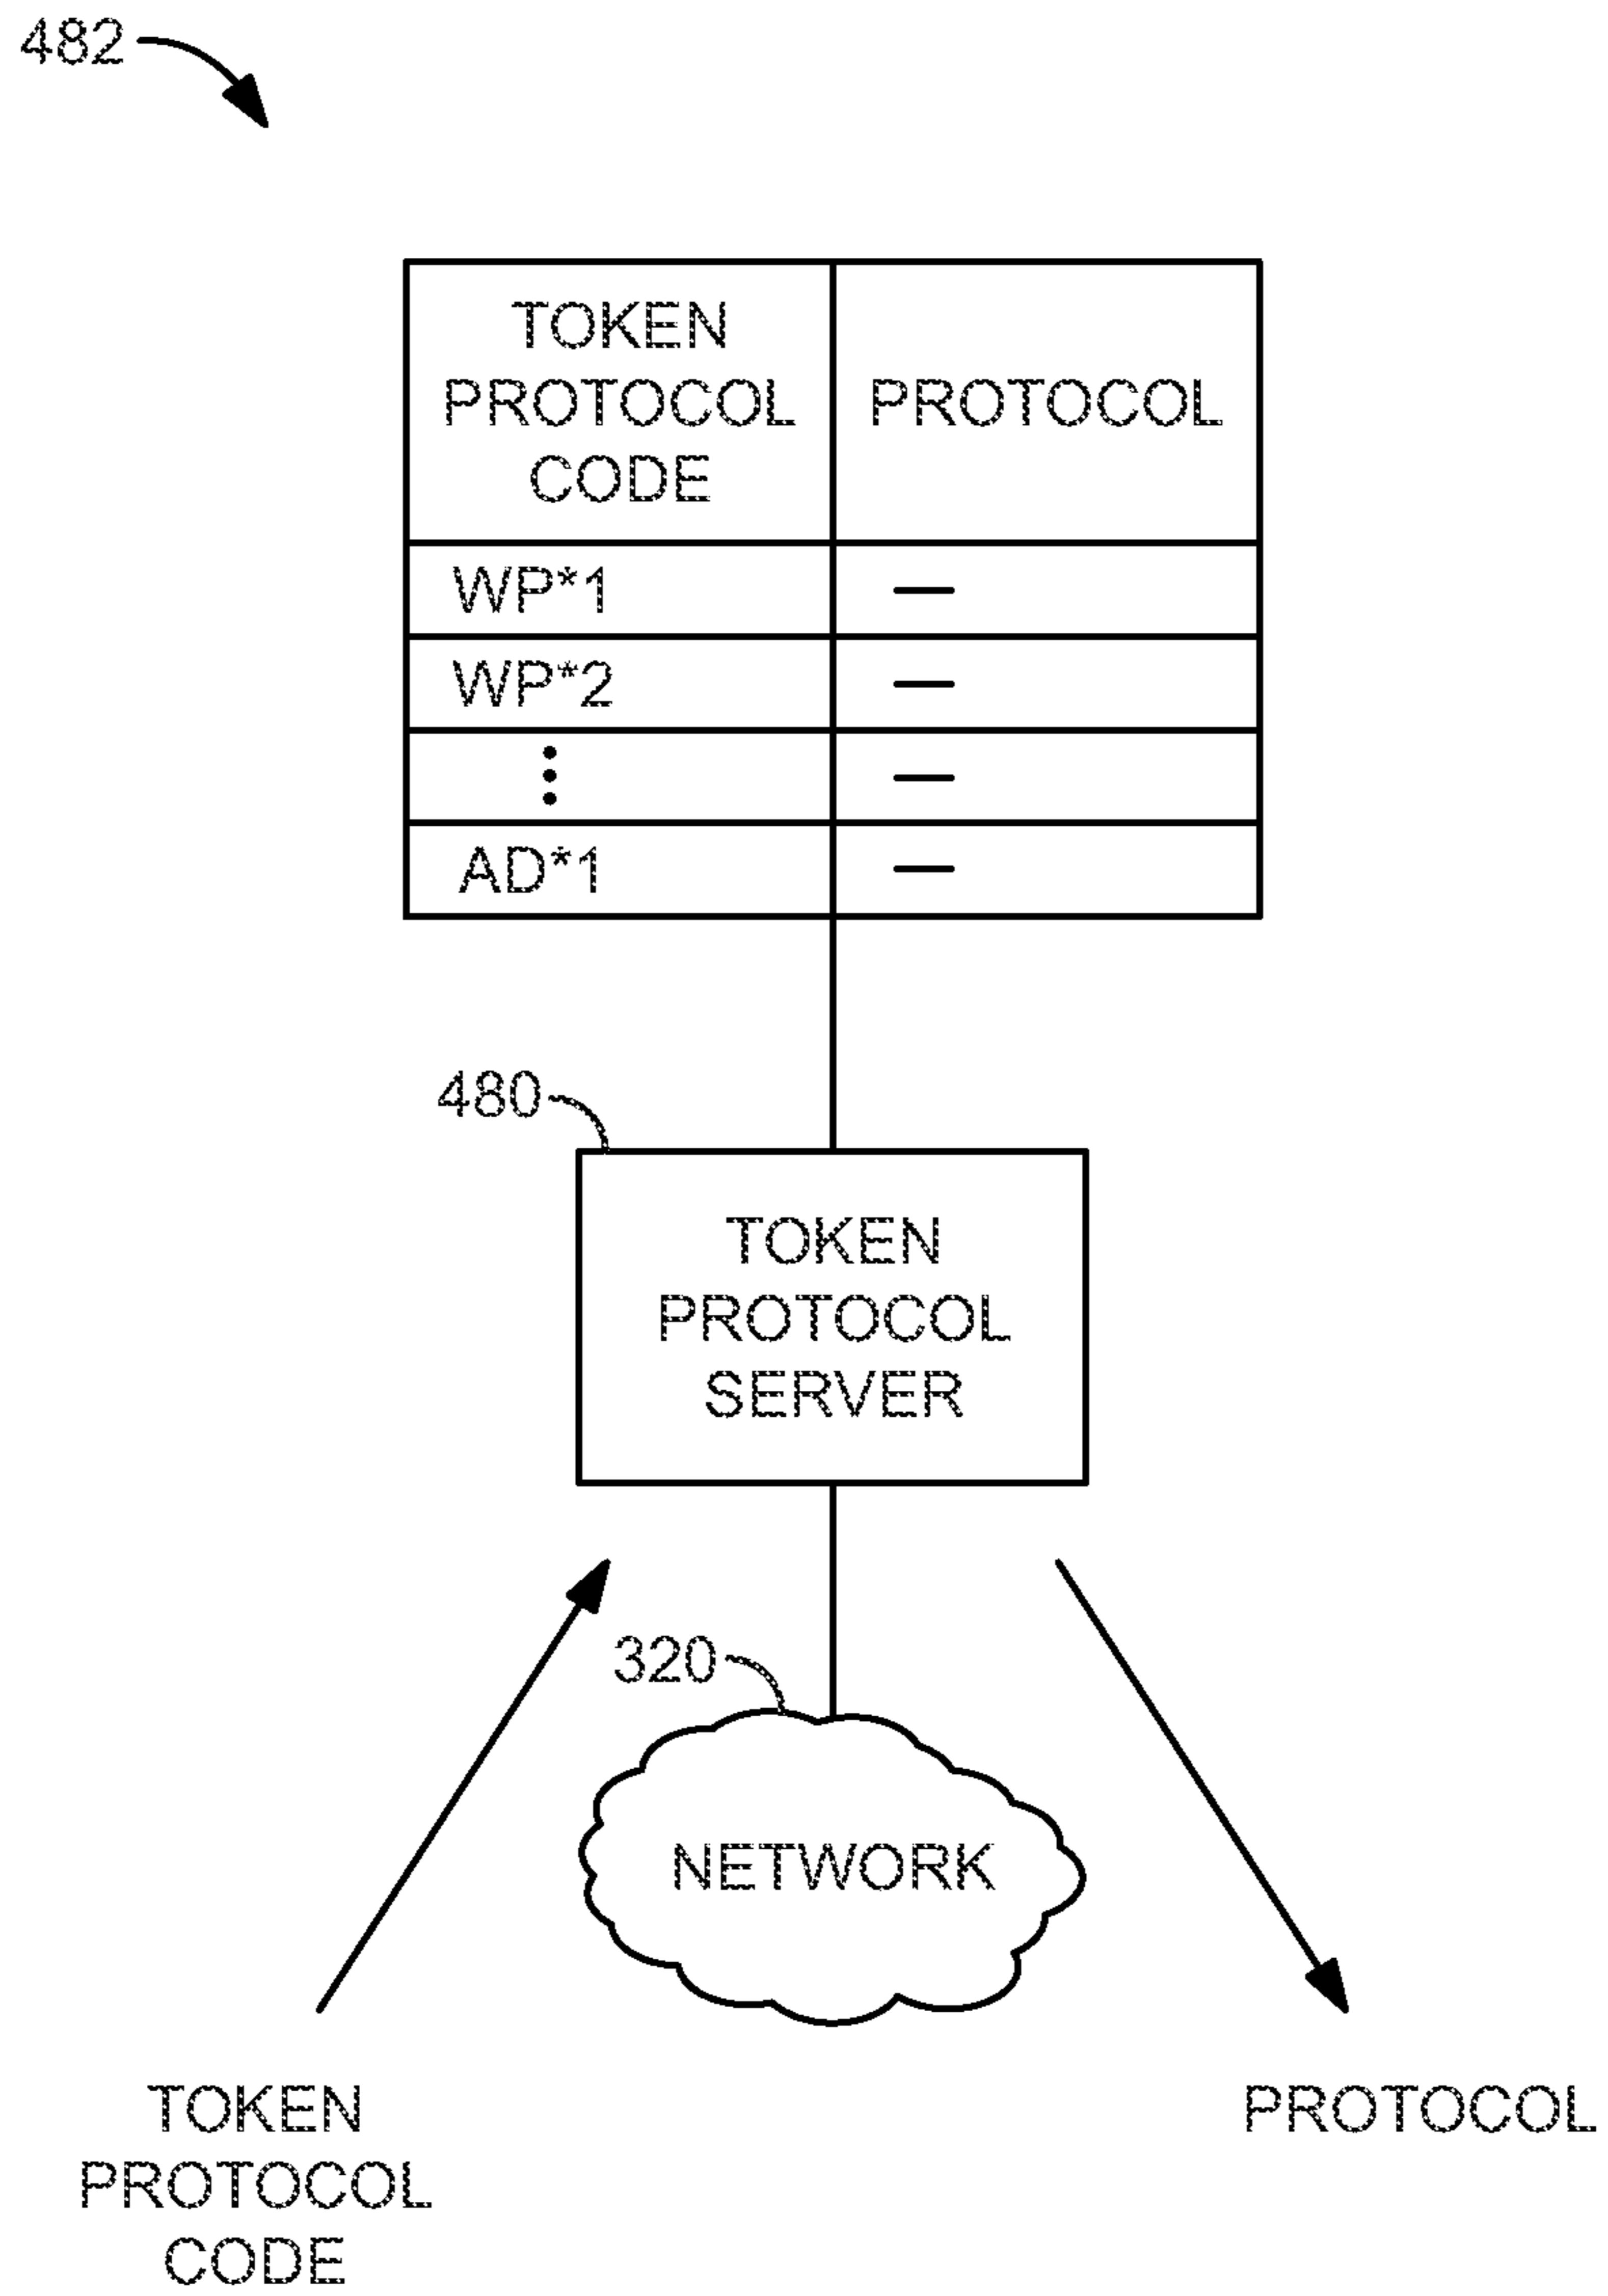 482
TOKEN
PROTOCOL
CODE
PROTOCOL
WP*1
—
WP*2
—
⋮
—
AD*1
—
480
TOKEN
PROTOCOL
SERVER
320
NETWORK
TOKEN
PROTOCOL
CODE
PROTOCOL